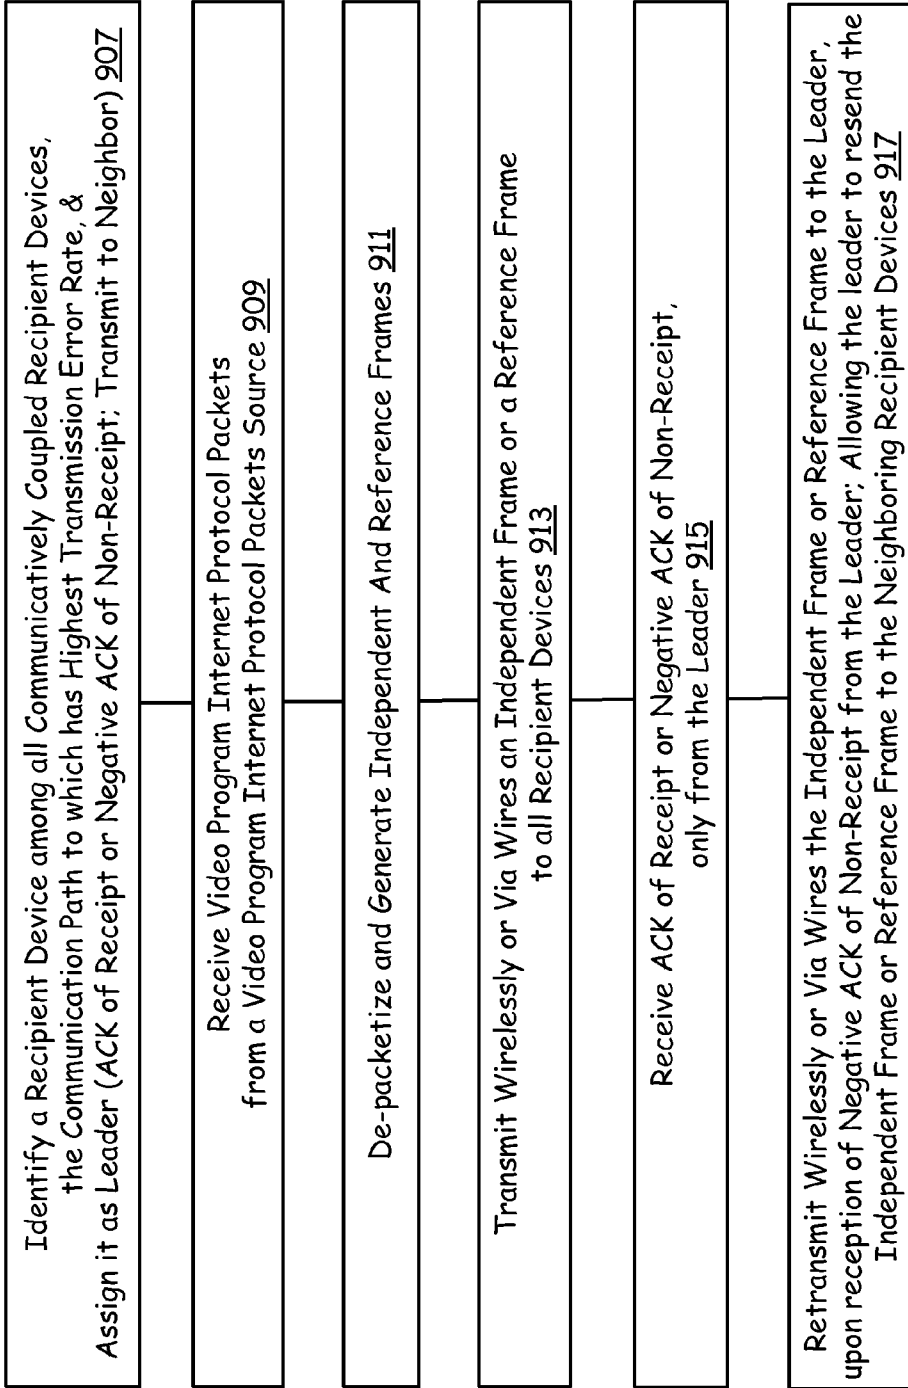 Identify a Recipient Device among all Communicatively Coupled Recipient Devices,
the Communication Path to which has Highest Transmission Error Rate, &
Assign it as Leader (ACK of Receipt or Negative ACK of Non-Receipt; Transmit to Neighbor) 907
Receive Video Program Internet Protocol Packets
from a Video Program Internet Protocol Packets Source 909
De-packetize and Generate Independent And Reference Frames 911
Transmit Wirelessly or Via Wires an Independent Frame or a Reference Frame
to all Recipient Devices 913
Receive ACK of Receipt or Negative ACK of Non-Receipt,
only from the Leader 915
Retransmit Wirelessly or Via Wires the Independent Frame or Reference Frame to the Leader,
upon reception of Negative ACK of Non-Receipt from the Leader; Allowing the leader to resend the
Independent Frame or Reference Frame to the Neighboring Recipient Devices 917